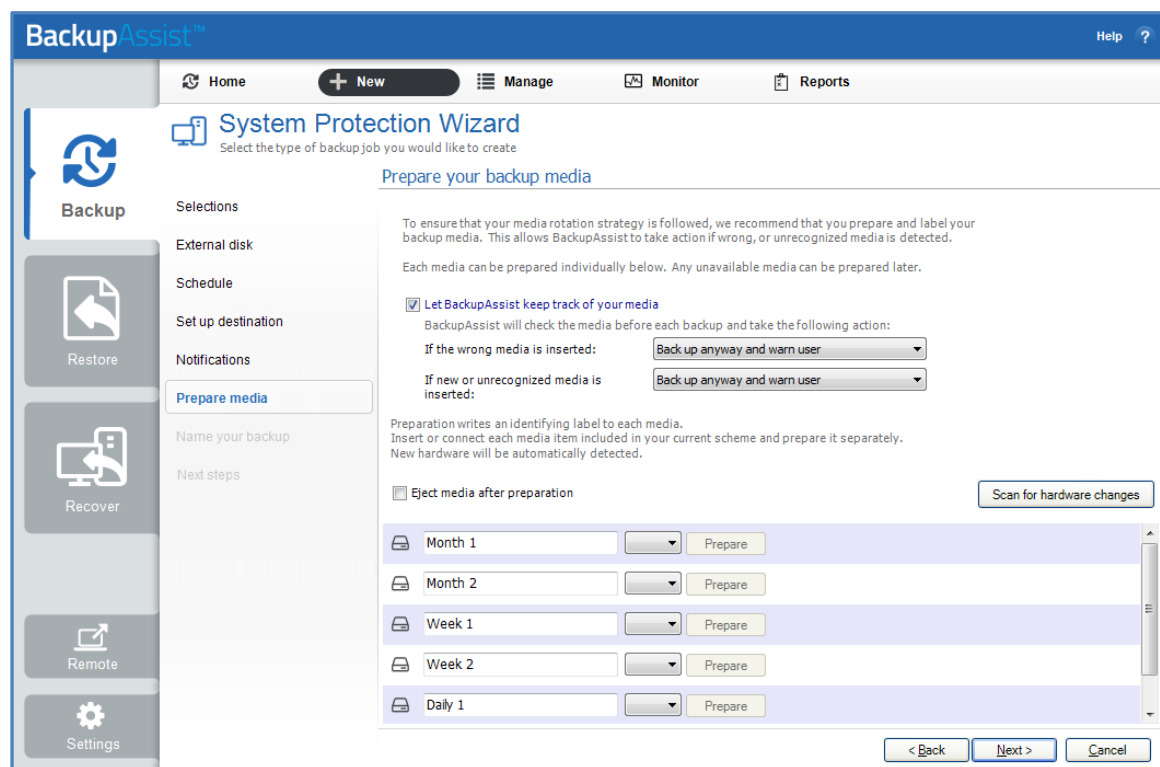 BackupAssist™
Help ?
Home
New
Manage
Monitor
Reports
System Protection Wizard
Select the type of backup job you would like to create
Backup
Restore
Recover
Remote
Settings
Selections
External disk
Schedule
Set up destination
Notifications
Prepare media
Name your backup
Next steps
Prepare your backup media
To ensure that your media rotation strategy is followed, we recommend that you prepare and label your
backup media. This allows BackupAssist to take action if wrong, or unrecognized media is detected.
Each media can be prepared individually below. Any unavailable media can be prepared later.
Let BackupAssist keep track of your media
BackupAssist will check the media before each backup and take the following action:
If the wrong media is inserted: Back up anyway and warn user
If new or unrecognized media is
inserted:
Back up anyway and warn user
Preparation writes an identifying label to each media.
Insert or connect each media item included in your current scheme and prepare it separately.
New hardware will be automatically detected.
Eject media after preparation
Scan for hardware changes
Month 1 Prepare
Month 2 Prepare
Week 1 Prepare
Week 2 Prepare
Daily 1 Prepare
< Back Next > Cancel